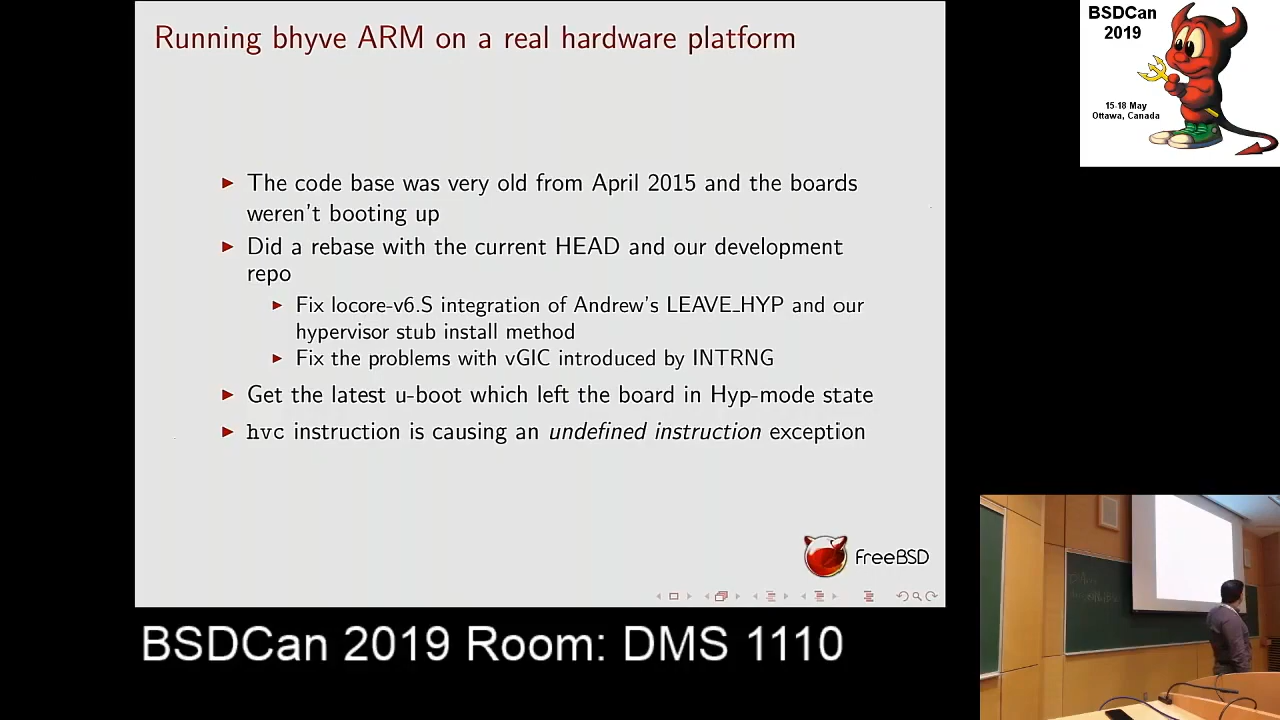 Running bhyve ARM on a real hardware platform
The code base was very old from April 2015 and the boards
weren't booting up
Did a rebase with the current HEAD and our development
repo
Fix locore-v6.S integration of Andrew's LEAVE_HYP and our
hypervisor stub install method
Fix the problems with vGIC introduced by INTRNG
Get the latest u-boot which left the board in Hyp-mode state
hvc instruction is causing an undefined instruction exception
FreeBSD
BSDCan 2019 Room: DMS 1110
BSDCan
2019
15-18 May
Ottawa, Canada